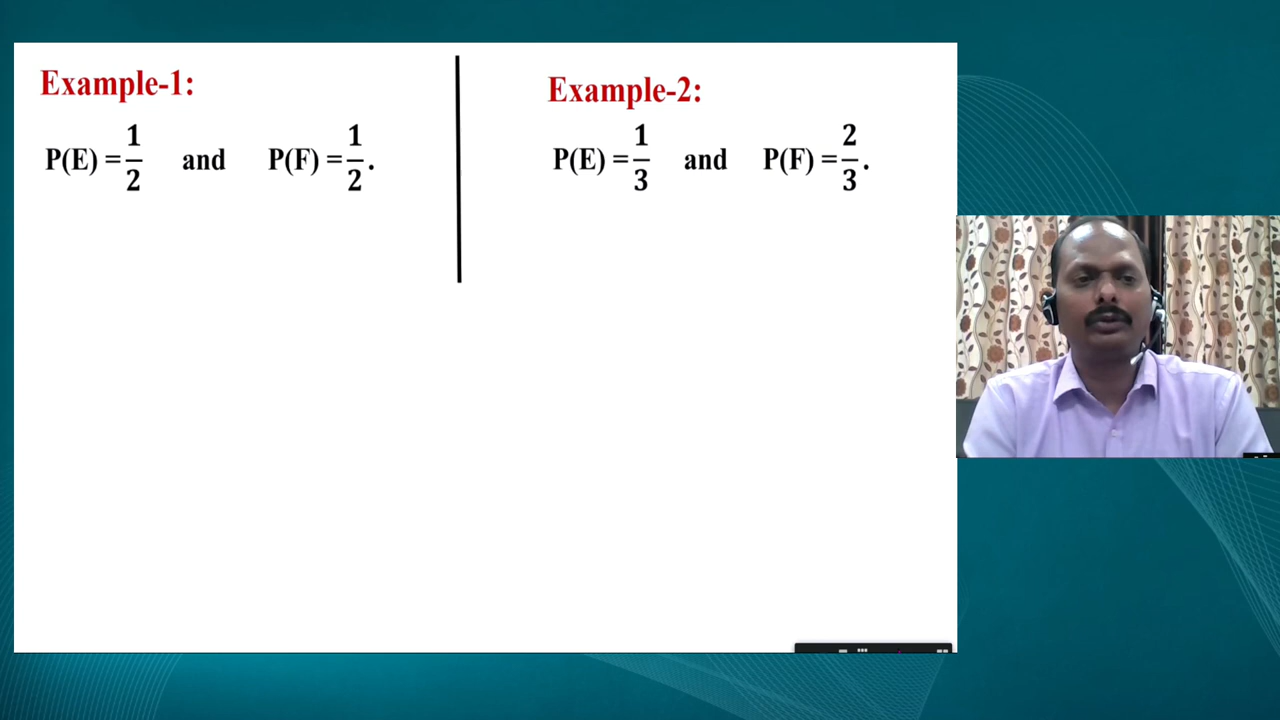 Example-1:
P(E) = 1/2 and P(F) = 1/2.
Example-2:
P(E) = 1/3 and P(F) = 2/3.